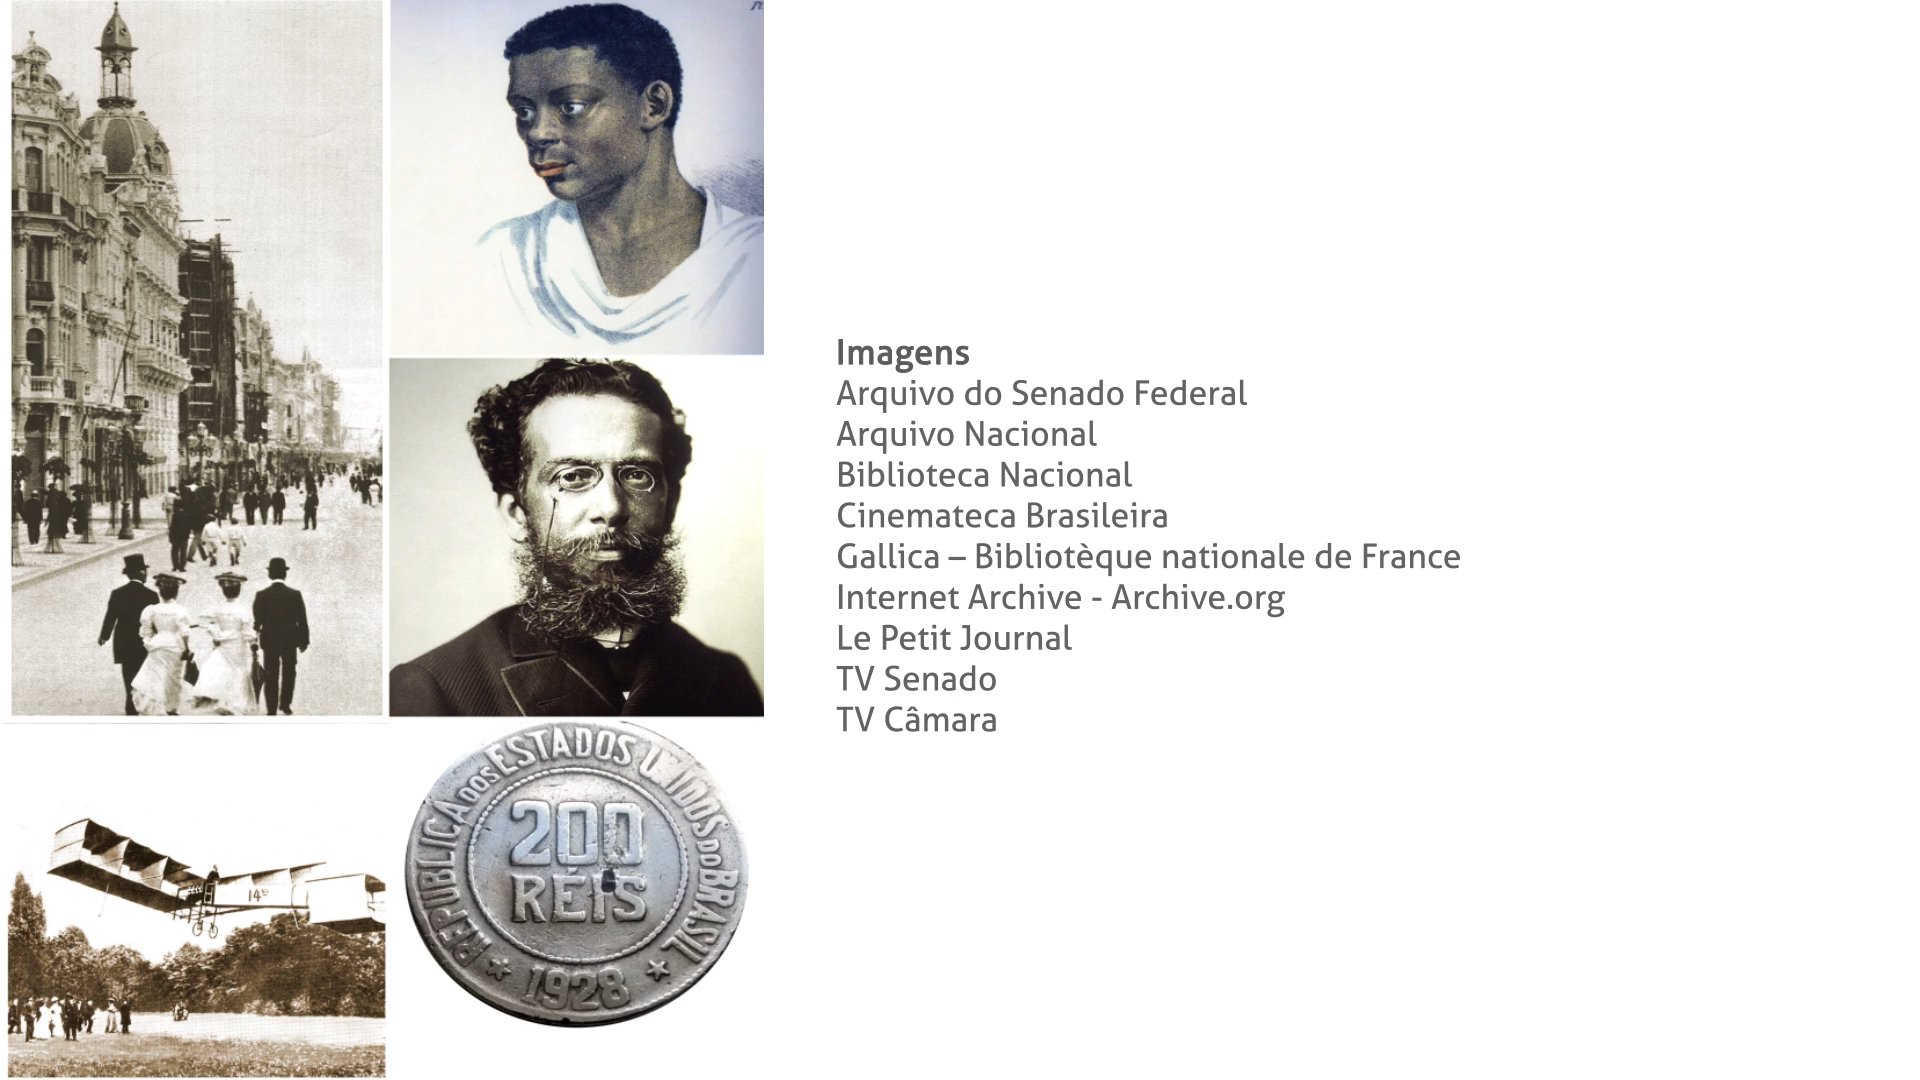 Imagens
Arquivo do Senado Federal
Arquivo Nacional
Biblioteca Nacional
Cinemateca Brasileira
Gallica – Bibliotèque nationale de France
Internet Archive - Archive.org
Le Petit Journal
TV Senado
TV Câmara
REPUBLICA DOS ESTADOS UNIDOS DO BRASIL
200
RÉIS
1928